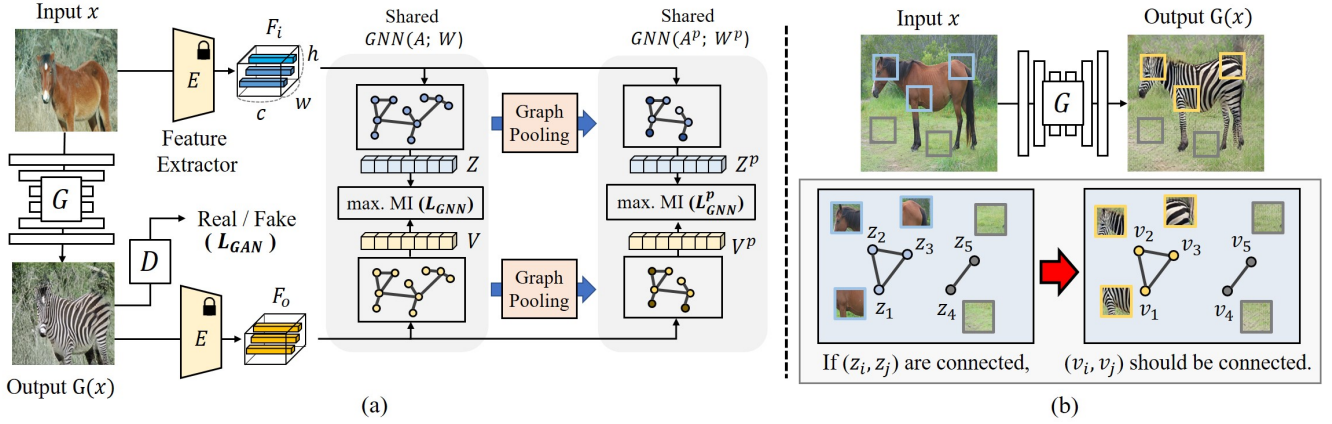 Input x
E
Feature
Extractor
F_i
h
w
c
G
Real / Fake
( L_GAN )
D
F_o
E
Output G(x)
Shared
GNN(A; W)
Z
max. MI (L_GNN)
V
Graph
Pooling
Graph
Pooling
Shared
GNN(A^p; W^p)
Z^p
max. MI (L^p_GNN)
V^p
(a)
Input x
G
Output G(x)
z_2
z_3
z_5
z_1
z_4
v_2
v_3
v_5
v_1
v_4
If (z_i, z_j) are connected,
(v_i, v_j) should be connected.
(b)